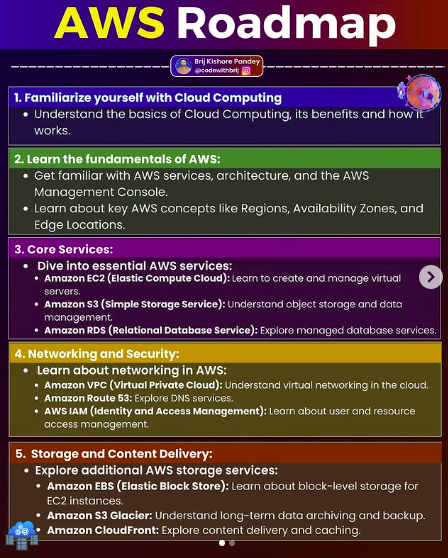 AWS Roadmap
Brij Kishore Pandey
@codewithbrij
1. Familiarize yourself with Cloud Computing
• Understand the basics of Cloud Computing, its benefits and how it
works.
2. Learn the fundamentals of AWS:
• Get familiar with AWS services, architecture, and the AWS
Management Console.
• Learn about key AWS concepts like Regions, Availability Zones, and
Edge Locations.
3. Core Services:
• Dive into essential AWS services:
• Amazon EC2 (Elastic Compute Cloud): Learn to create and manage virtual
servers.
• Amazon S3 (Simple Storage Service): Understand object storage and data
management.
• Amazon RDS (Relational Database Service): Explore managed database services.
4. Networking and Security:
• Learn about networking in AWS:
• Amazon VPC (Virtual Private Cloud): Understand virtual networking in the cloud.
• Amazon Route 53: Explore DNS services.
• AWS IAM (Identity and Access Management): Learn about user and resource
access management.
5. Storage and Content Delivery:
• Explore additional AWS storage services:
• Amazon EBS (Elastic Block Store): Learn about block-level storage for
EC2 instances.
• Amazon S3 Glacier: Understand long-term data archiving and backup.
• Amazon CloudFront: Explore content delivery and caching.